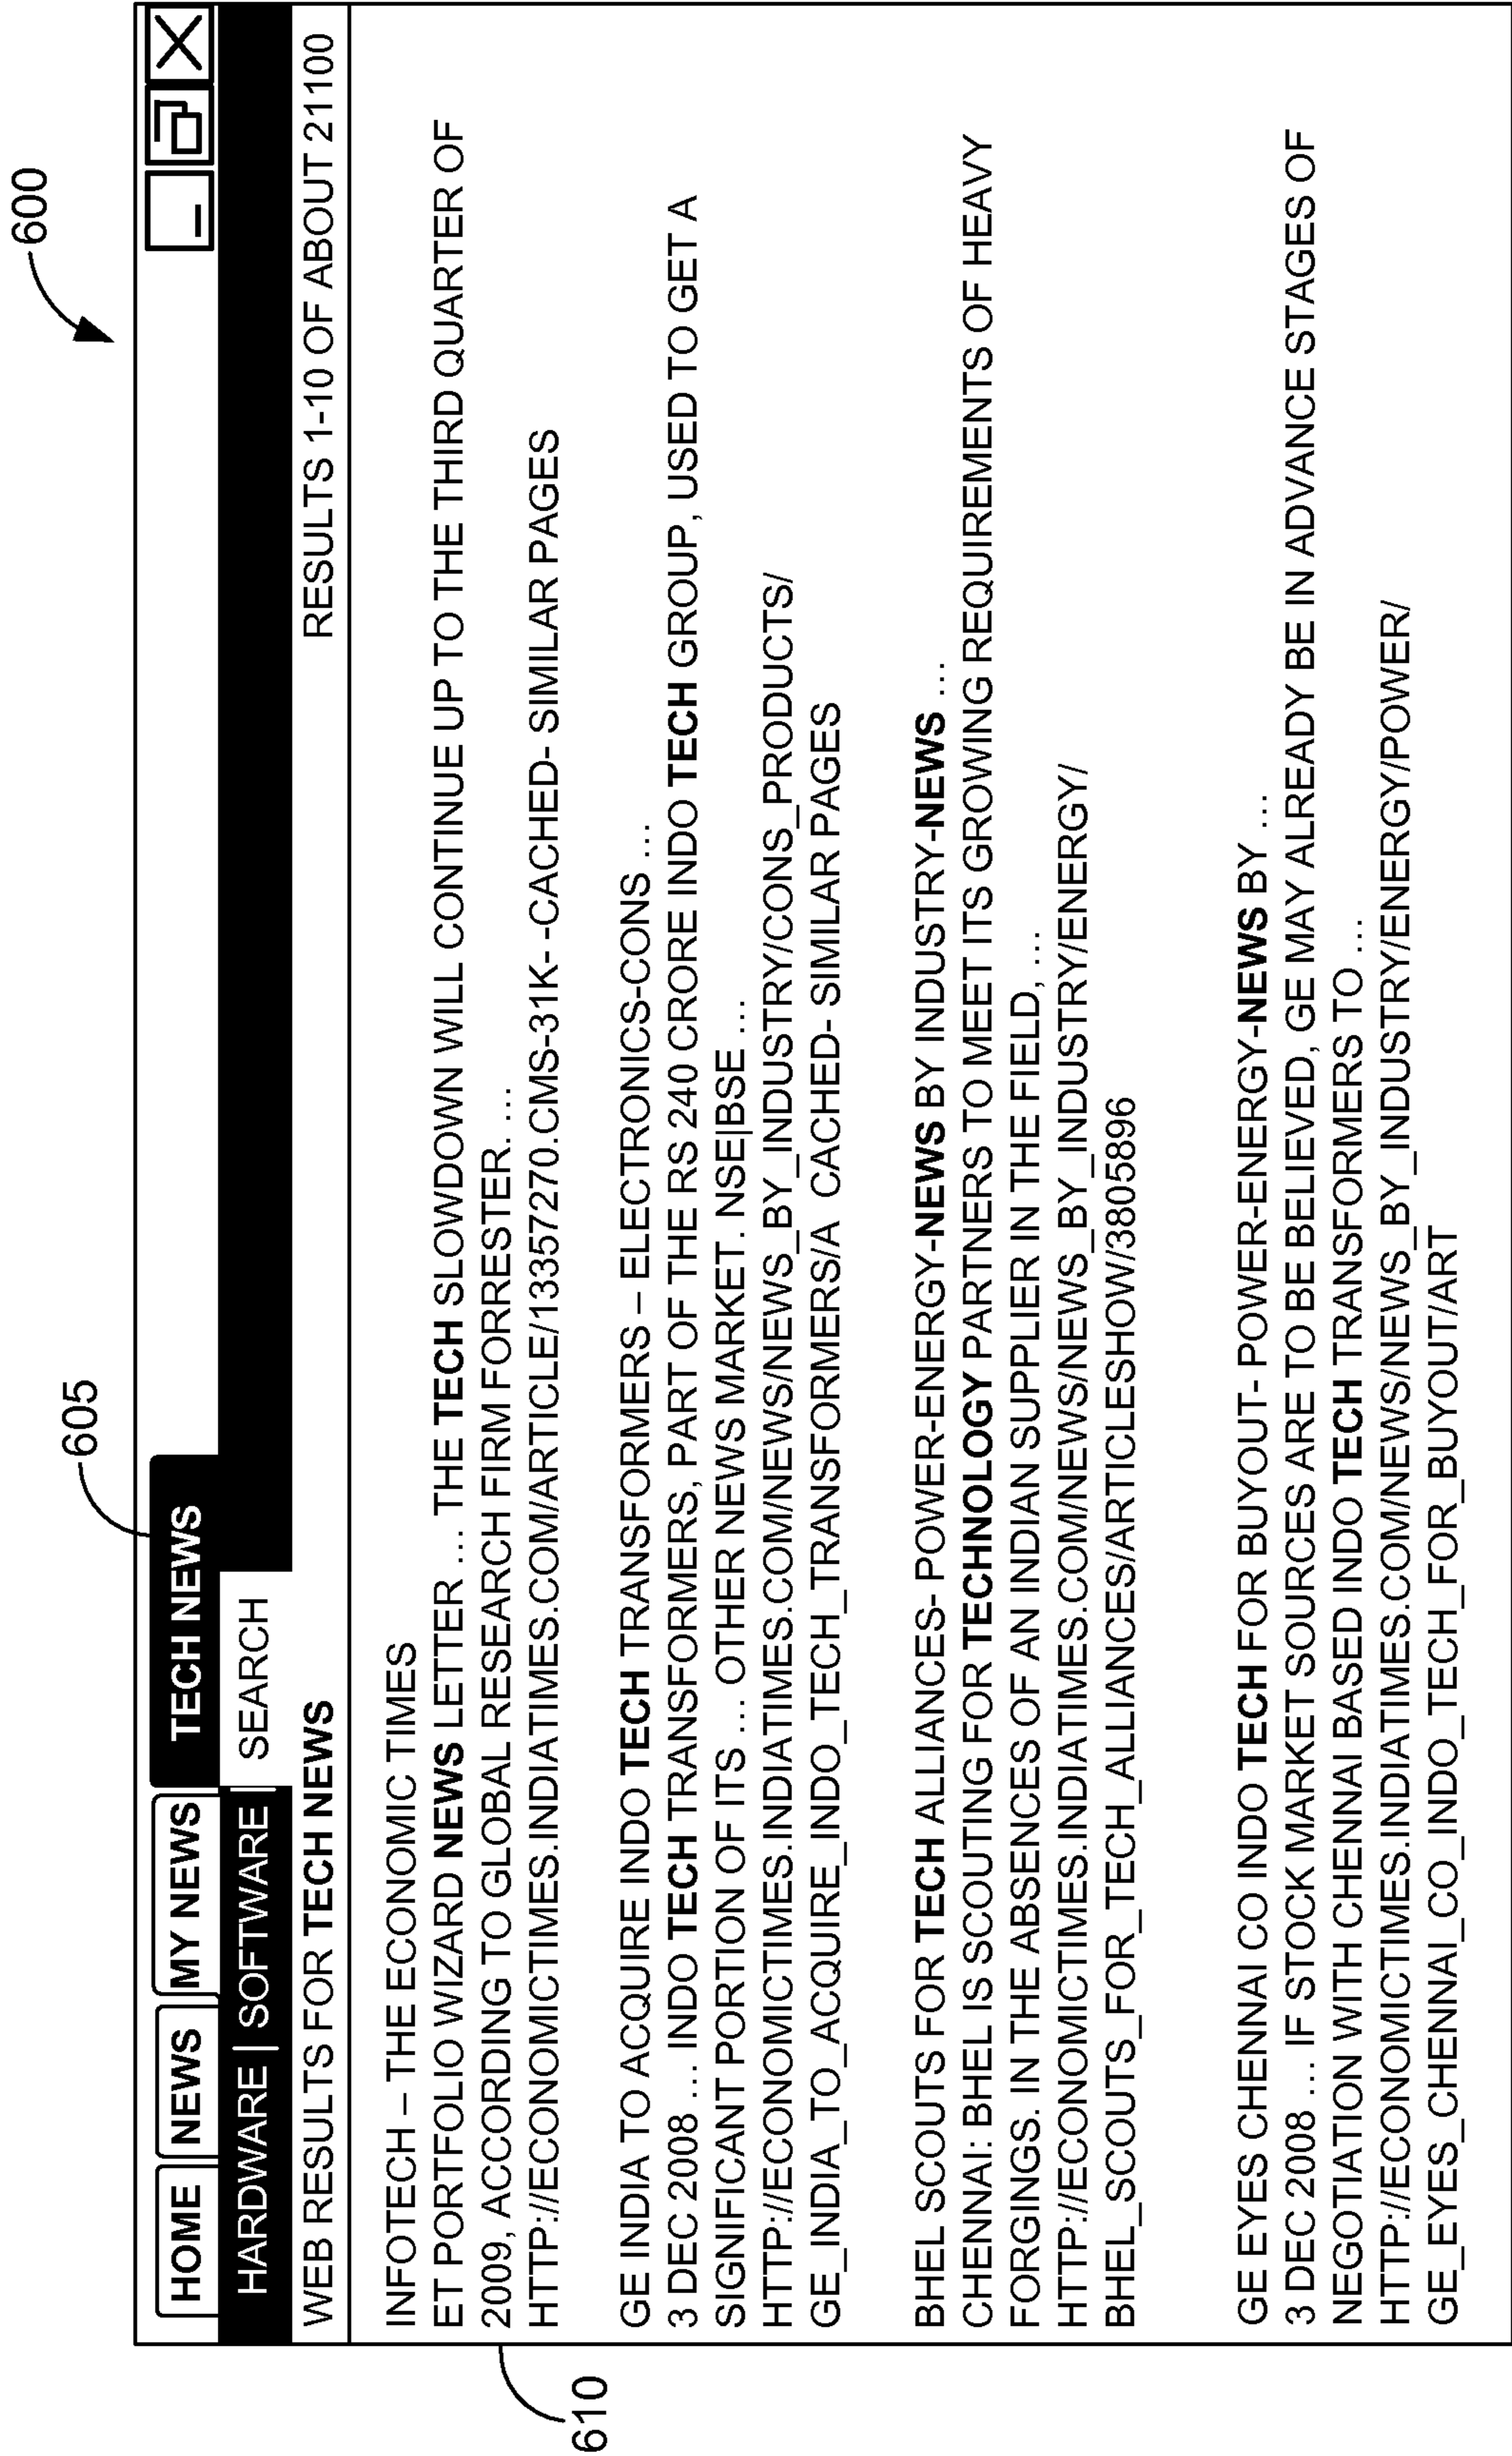 600
605
HOME NEWS MY NEWS TECH NEWS
HARDWARE | SOFTWARE | SEARCH
WEB RESULTS FOR TECH NEWS RESULTS 1-10 OF ABOUT 21100
INFOTECH – THE ECONOMIC TIMES
ET PORTFOLIO WIZARD NEWS LETTER ... THE TECH SLOWDOWN WILL CONTINUE UP TO THE THIRD QUARTER OF
2009, ACCORDING TO GLOBAL RESEARCH FIRM FORRESTER. ...
HTTP://ECONOMICTIMES.INDIATIMES.COM/ARTICLE/13357270.CMS-31K- -CACHED- SIMILAR PAGES
610
GE INDIA TO ACQUIRE INDO TECH TRANSFORMERS – ELECTRONICS-CONS ...
3 DEC 2008 ... INDO TECH TRANSFORMERS, PART OF THE RS 240 CRORE INDO TECH GROUP, USED TO GET A
SIGNIFICANT PORTION OF ITS ... OTHER NEWS MARKET. NSE|BSE ...
HTTP://ECONOMICTIMES.INDIATIMES.COM/NEWS/NEWS_BY_INDUSTRY/CONS_PRODUCTS/
GE_INDIA_TO_ACQUIRE_INDO_TECH_TRANSFORMERS/A CACHED- SIMILAR PAGES
BHEL SCOUTS FOR TECH ALLIANCES- POWER-ENERGY-NEWS BY INDUSTRY-NEWS ...
CHENNAI: BHEL IS SCOUTING FOR TECHNOLOGY PARTNERS TO MEET ITS GROWING REQUIREMENTS OF HEAVY
FORGINGS. IN THE ABSENCES OF AN INDIAN SUPPLIER IN THE FIELD, ...
HTTP://ECONOMICTIMES.INDIATIMES.COM/NEWS/NEWS_BY_INDUSTRY/ENERGY/
BHEL_SCOUTS_FOR_TECH_ALLIANCES/ARTICLESHOW/3805896
GE EYES CHENNAI CO INDO TECH FOR BUYOUT- POWER-ENERGY-NEWS BY ...
3 DEC 2008 ... IF STOCK MARKET SOURCES ARE TO BE BELIEVED, GE MAY ALREADY BE IN ADVANCE STAGES OF
NEGOTIATION WITH CHENNAI BASED INDO TECH TRANSFORMERS TO ...
HTTP://ECONOMICTIMES.INDIATIMES.COM/NEWS/NEWS_BY_INDUSTRY/ENERGY/POWER/
GE_EYES_CHENNAI_CO_INDO_TECH_FOR_BUYOUT/ART